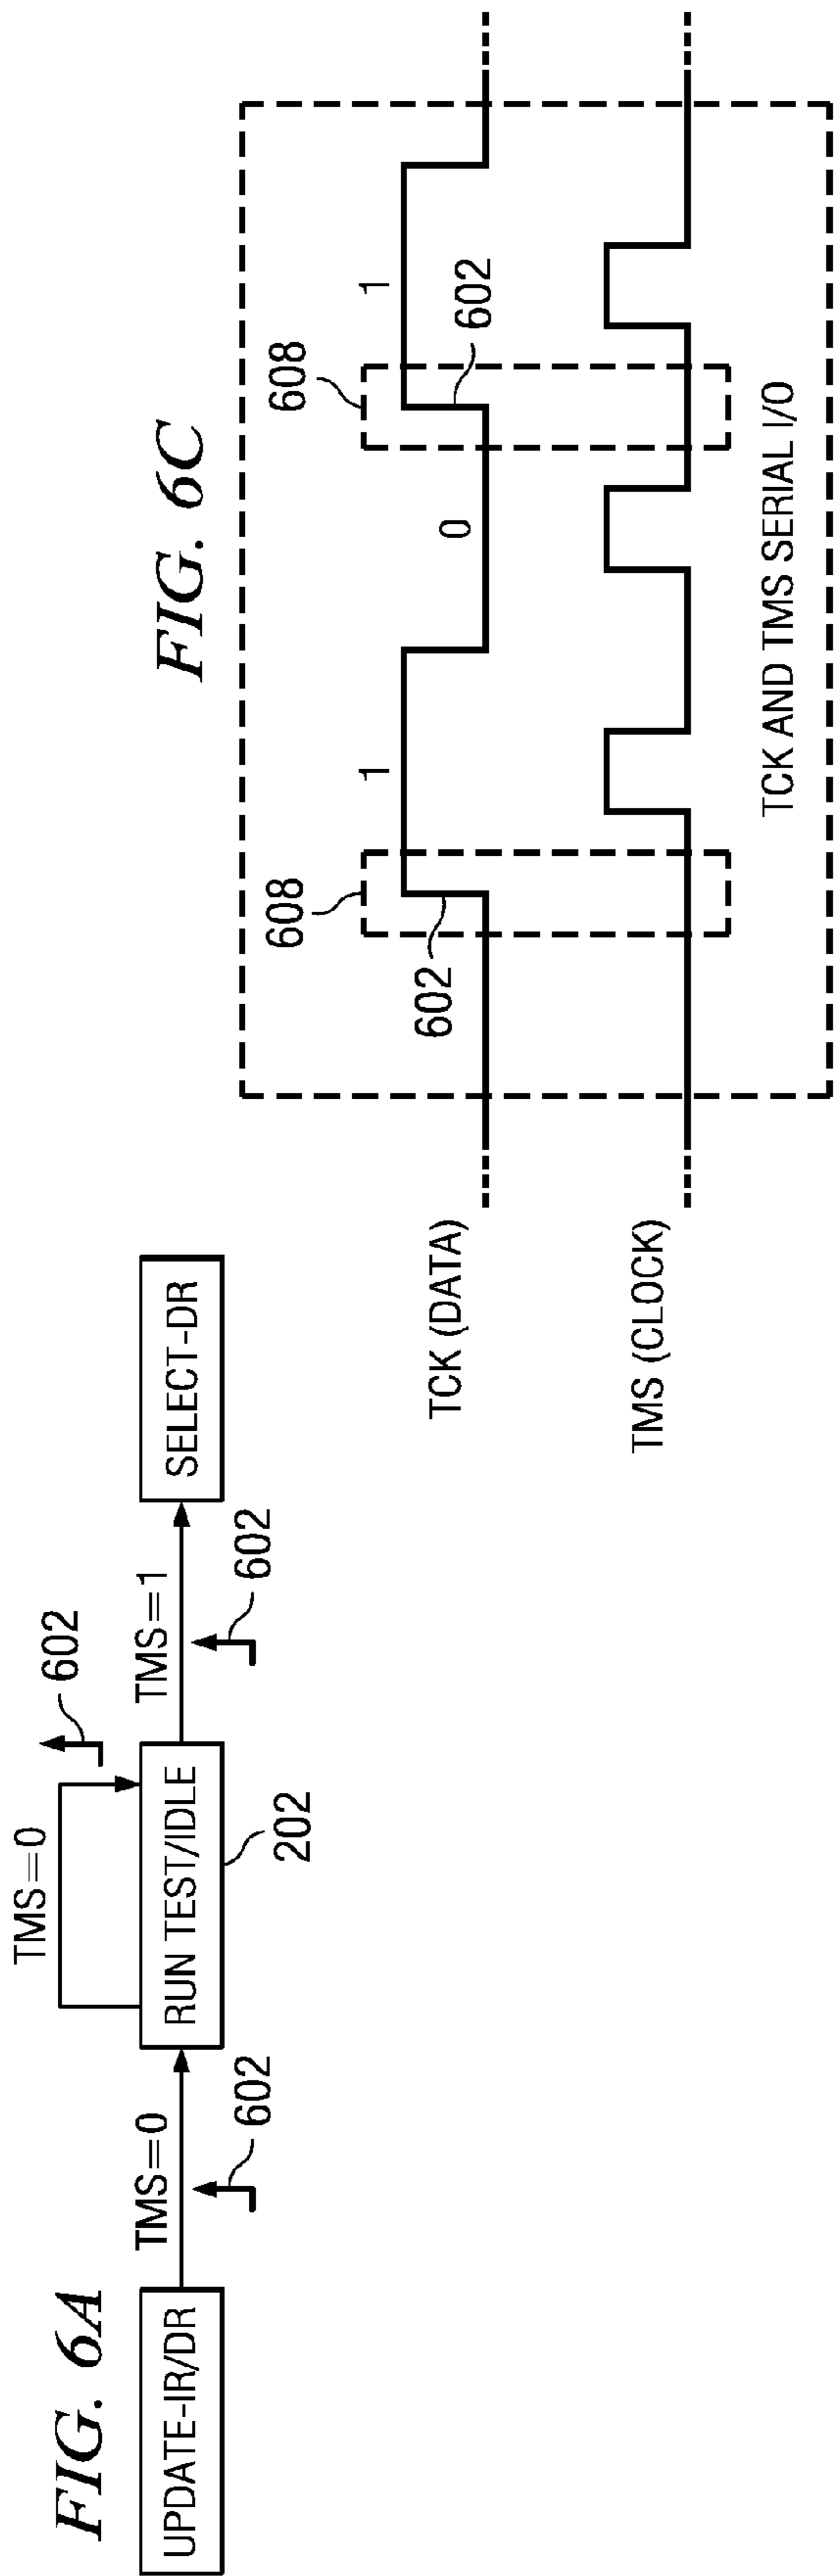 FIG. 6A
UPDATE-IR/DR
TMS=0
602
TMS=0
602
RUN TEST/IDLE
202
TMS=1
602
SELECT-DR
FIG. 6C
608
608
1
0
1
602
602
TCK (DATA)
TMS (CLOCK)
TCK AND TMS SERIAL I/O